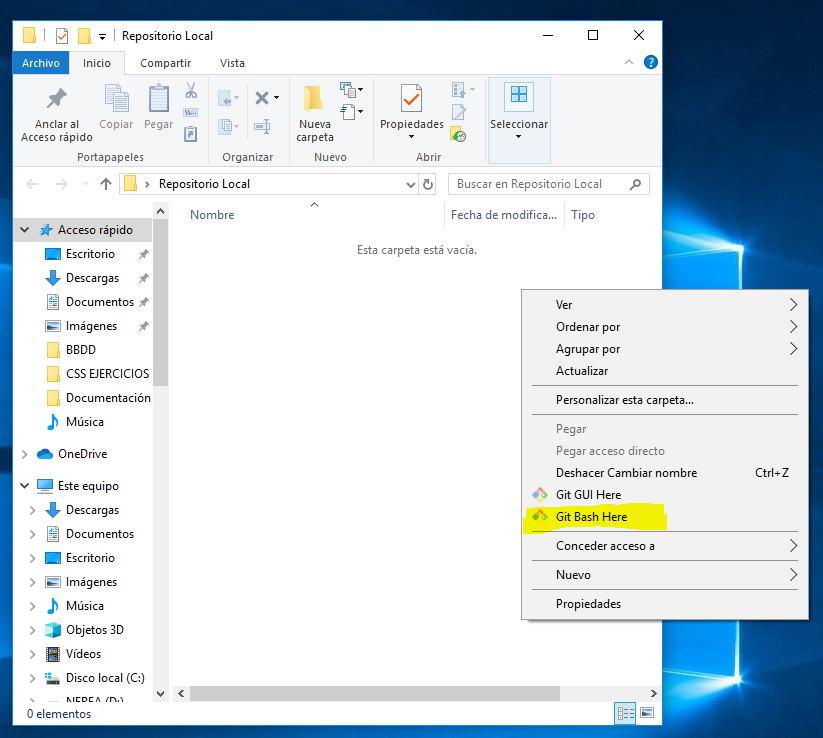 Repositorio Local
Archivo Inicio Compartir Vista
Anclar al Acceso rápido
Copiar
Pegar
Portapapeles
Organizar
Nueva carpeta
Nuevo
Propiedades
Abrir
Seleccionar
Repositorio Local
Buscar en Repositorio Local
Nombre Fecha de modifica... Tipo
Esta carpeta está vacía.
Acceso rápido
Escritorio
Descargas
Documentos
Imágenes
BBDD
CSS EJERCICIOS
Documentación
Música
OneDrive
Este equipo
Descargas
Documentos
Escritorio
Imágenes
Música
Objetos 3D
Vídeos
Disco local (C:)
NEREA (D:)
0 elementos
Ver
Ordenar por
Agrupar por
Actualizar
Personalizar esta carpeta...
Pegar
Pegar acceso directo
Deshacer Cambiar nombre Ctrl+Z
Git GUI Here
Git Bash Here
Conceder acceso a
Nuevo
Propiedades